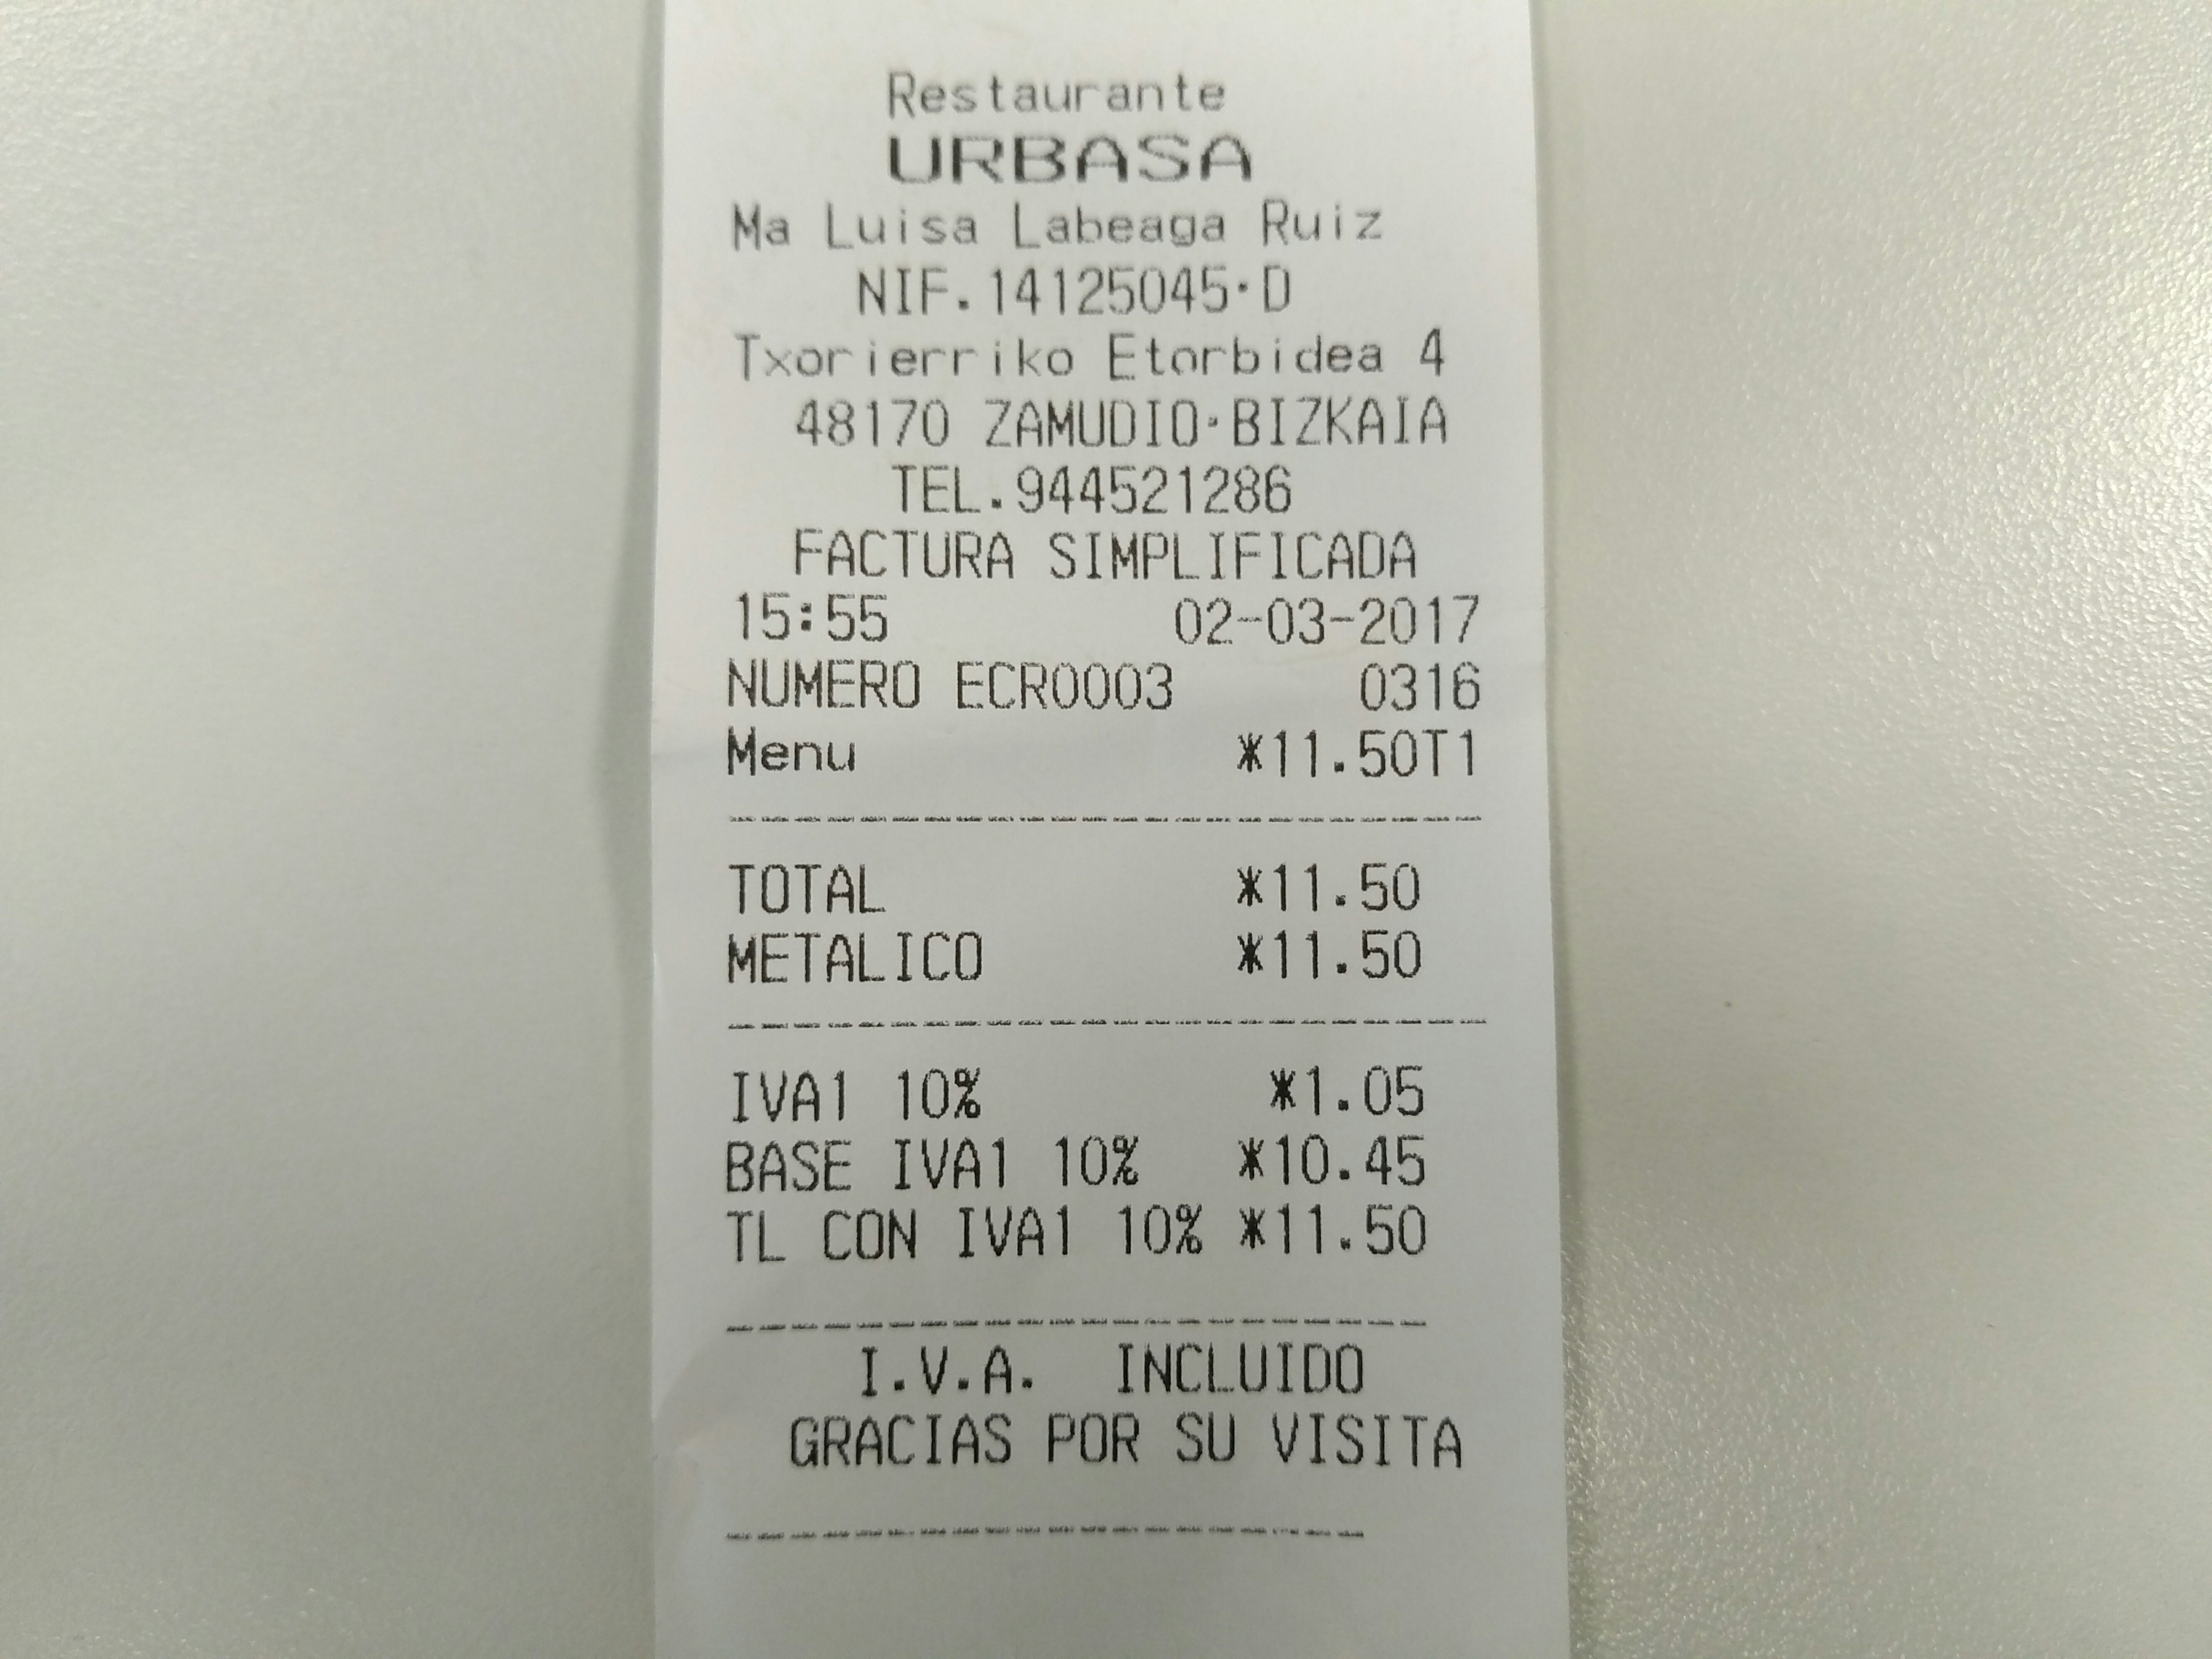 Restaurante
URBASA
Ma Luisa Labeaga Ruiz
NIF.14125045·D
Txorierriko Etorbidea 4
48170 ZAMUDIO·BIZKAIA
TEL.944521286
FACTURA SIMPLIFICADA
15:55 02-03-2017
NUMERO ECR0003 0316
Menu *11.50T1
TOTAL *11.50
METALICO *11.50
IVA1 10% *1.05
BASE IVA1 10% *10.45
TL CON IVA1 10% *11.50
I.V.A. INCLUIDO
GRACIAS POR SU VISITA